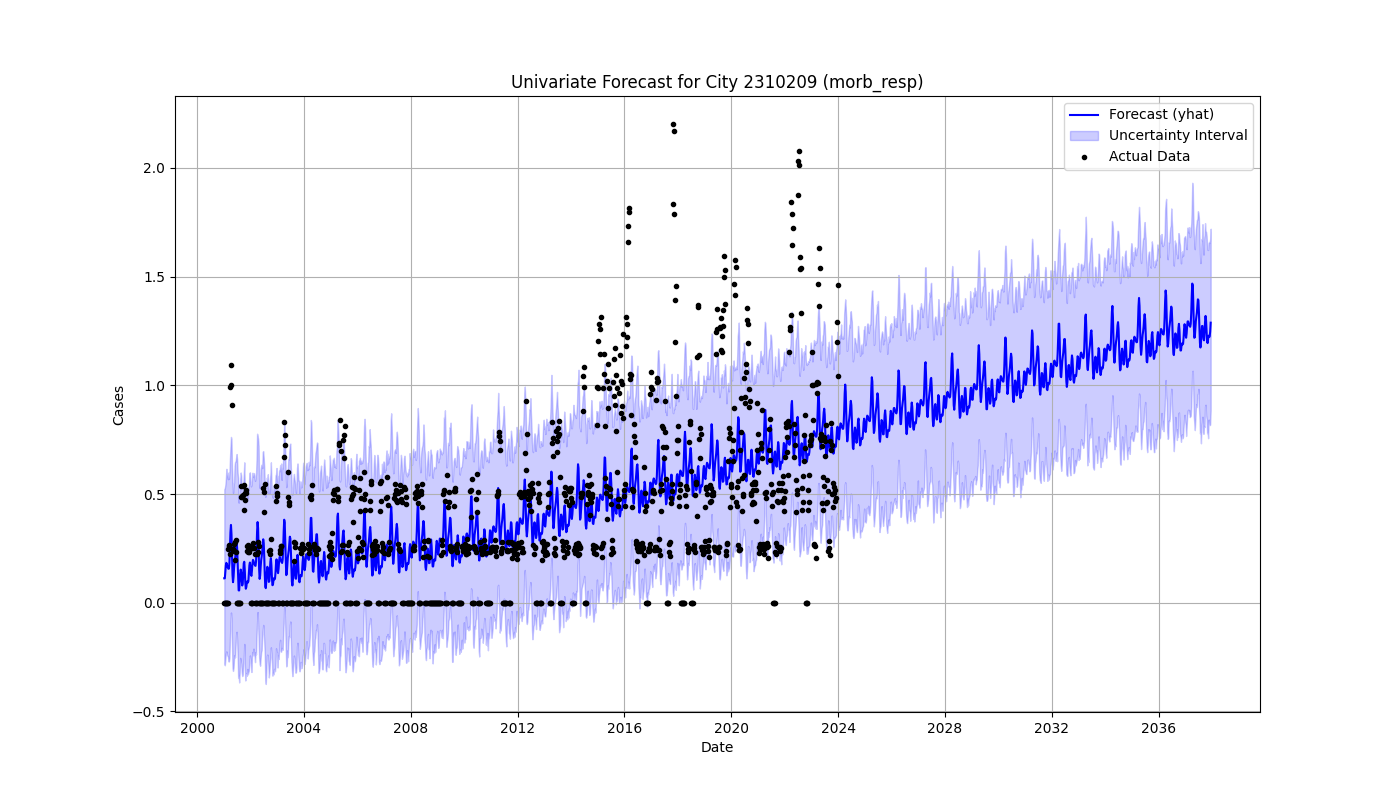 Univariate Forecast for City 2310209 (morb_resp)
Forecast (yhat)
Uncertainty Interval
Actual Data
Cases
2.0
1.5
1.0
0.5
0.0
−0.5
2000 2004 2008 2012 2016 2020 2024 2028 2032 2036
Date